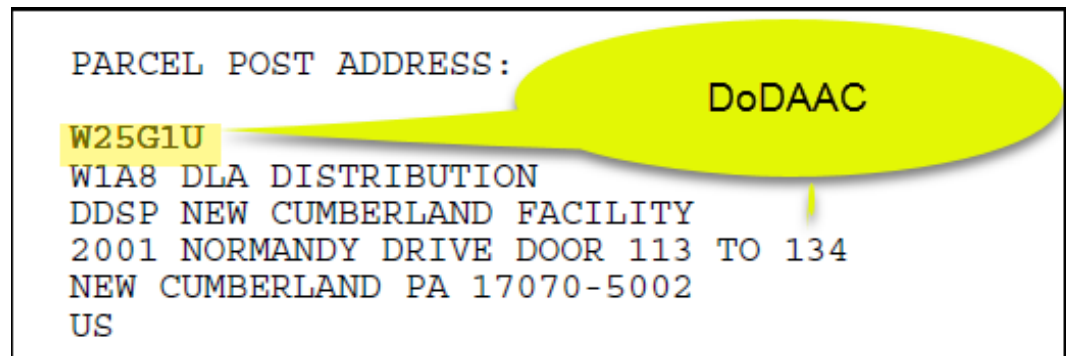 PARCEL POST ADDRESS:
DoDAAC
W25G1U
W1A8 DLA DISTRIBUTION
DDSP NEW CUMBERLAND FACILITY
2001 NORMANDY DRIVE DOOR 113 TO 134
NEW CUMBERLAND PA 17070-5002
US